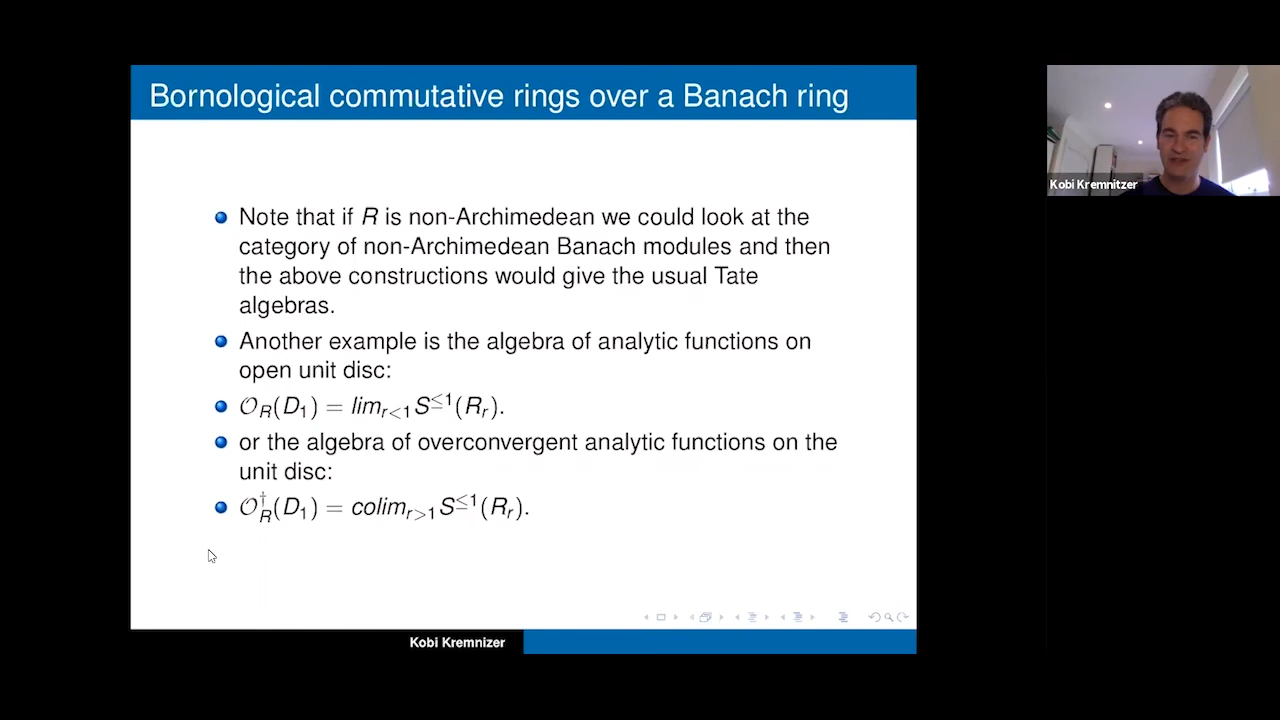 Bornological commutative rings over a Banach ring
Note that if R is non-Archimedean we could look at the
category of non-Archimedean Banach modules and then
the above constructions would give the usual Tate
algebras.
Another example is the algebra of analytic functions on
open unit disc:
𝒪_R(D_1) = lim_{r<1} S^{≤1}(R_r).
or the algebra of overconvergent analytic functions on the
unit disc:
𝒪_R^†(D_1) = colim_{r>1} S^{≤1}(R_r).
Kobi Kremnizer
Kobi Kremnitzer